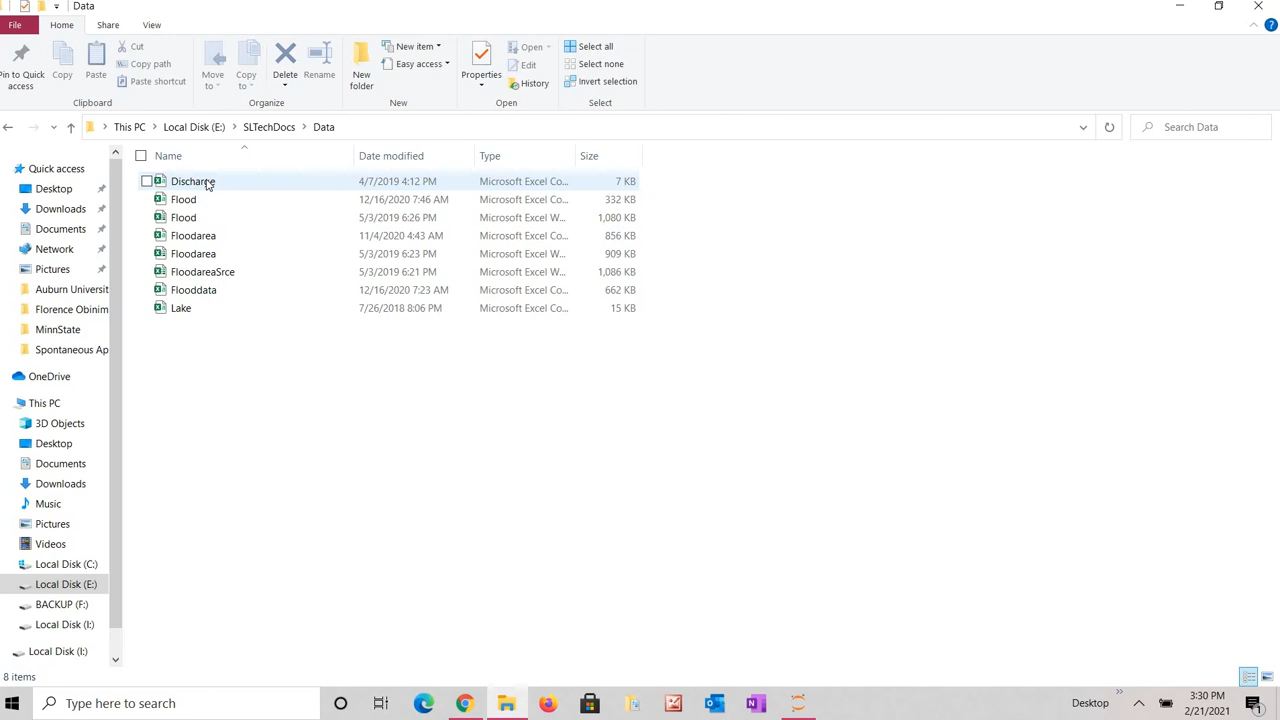 Data
File Home Share View
Pin to Quick access
Copy
Paste
Cut
Copy path
Paste shortcut
Clipboard
Move to
Copy to
Delete
Rename
Organize
New folder
New item
Easy access
New
Properties
Open
Edit
History
Open
Select all
Select none
Invert selection
Select
This PC > Local Disk (E:) > SLTechDocs > Data
Search Data
Quick access
Desktop
Downloads
Documents
Network
Pictures
Auburn Universit
Florence Obinim
MinnState
Spontaneous Ap
OneDrive
This PC
3D Objects
Desktop
Documents
Downloads
Music
Pictures
Videos
Local Disk (C:)
Local Disk (E:)
BACKUP (F:)
Local Disk (I:)
Local Disk (I:)
Name Date modified Type Size
Discharge 4/7/2019 4:12 PM Microsoft Excel Co... 7 KB
Flood 12/16/2020 7:46 AM Microsoft Excel Co... 332 KB
Flood 5/3/2019 6:26 PM Microsoft Excel W... 1,080 KB
Floodarea 11/4/2020 4:43 AM Microsoft Excel Co... 856 KB
Floodarea 5/3/2019 6:23 PM Microsoft Excel W... 909 KB
FloodareaSrce 5/3/2019 6:21 PM Microsoft Excel W... 1,086 KB
Flooddata 12/16/2020 7:23 AM Microsoft Excel Co... 662 KB
Lake 7/26/2018 8:06 PM Microsoft Excel Co... 15 KB
8 items
Type here to search
Desktop
3:30 PM
2/21/2021
1